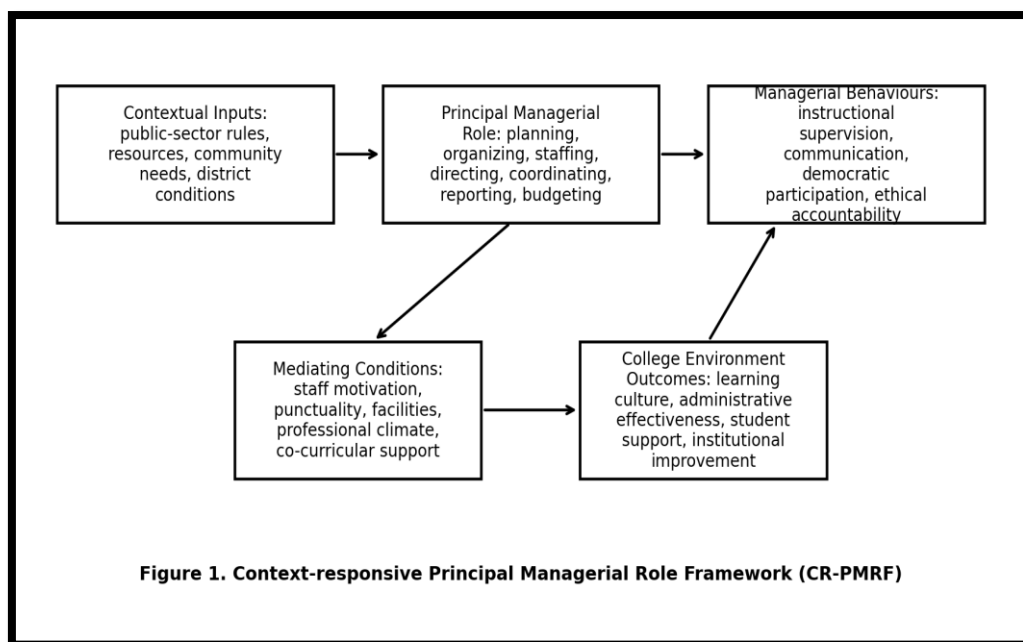 Contextual Inputs:
public-sector rules,
resources, community
needs, district
conditions
Principal Managerial
Role: planning,
organizing, staffing,
directing, coordinating,
reporting, budgeting
Managerial Behaviours:
instructional
supervision,
communication,
democratic
participation, ethical
accountability
Mediating Conditions:
staff motivation,
punctuality, facilities,
professional climate,
co-curricular support
College Environment
Outcomes: learning
culture, administrative
effectiveness, student
support, institutional
improvement
Figure 1. Context-responsive Principal Managerial Role Framework (CR-PMRF)